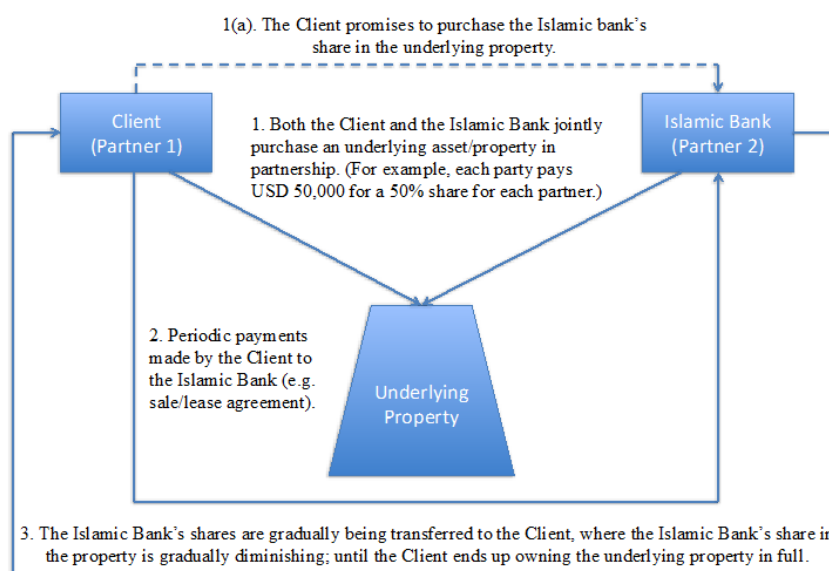 1(a). The Client promises to purchase the Islamic bank’s
share in the underlying property.
Client
(Partner 1)
1. Both the Client and the Islamic Bank jointly
purchase an underlying asset/property in
partnership. (For example, each party pays
USD 50,000 for a 50% share for each partner.)
Islamic Bank
(Partner 2)
2. Periodic payments
made by the Client to
the Islamic Bank (e.g.
sale/lease agreement).
Underlying
Property
3. The Islamic Bank’s shares are gradually being transferred to the Client, where the Islamic Bank’s share in
the property is gradually diminishing; until the Client ends up owning the underlying property in full.